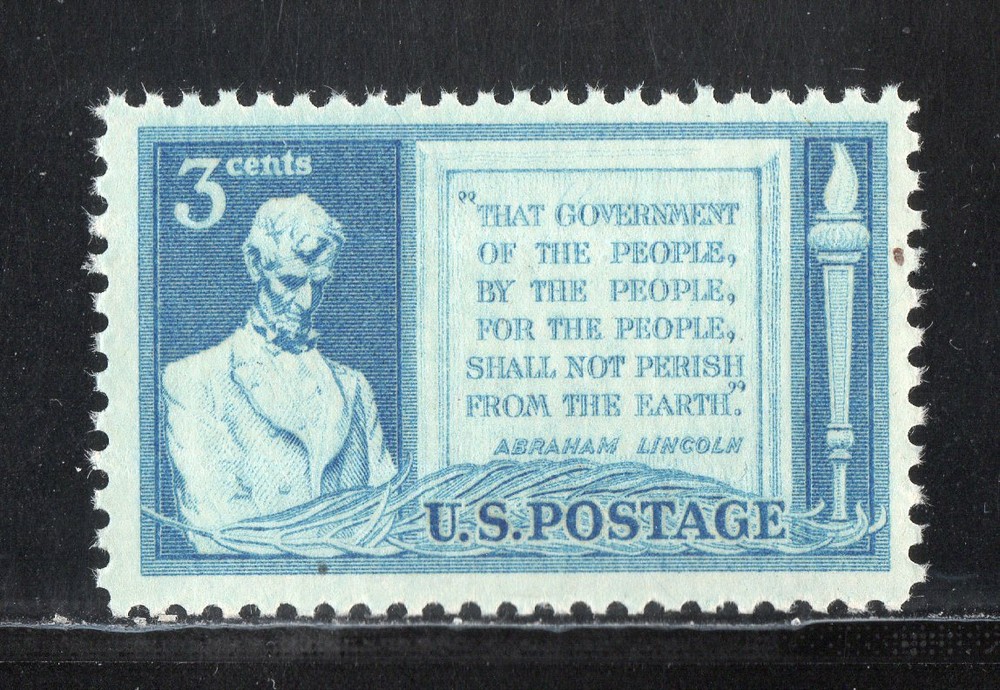 3 cents
"THAT GOVERNMENT
OF THE PEOPLE,
BY THE PEOPLE,
FOR THE PEOPLE,
SHALL NOT PERISH
FROM THE EARTH."
ABRAHAM LINCOLN
U.S.POSTAGE